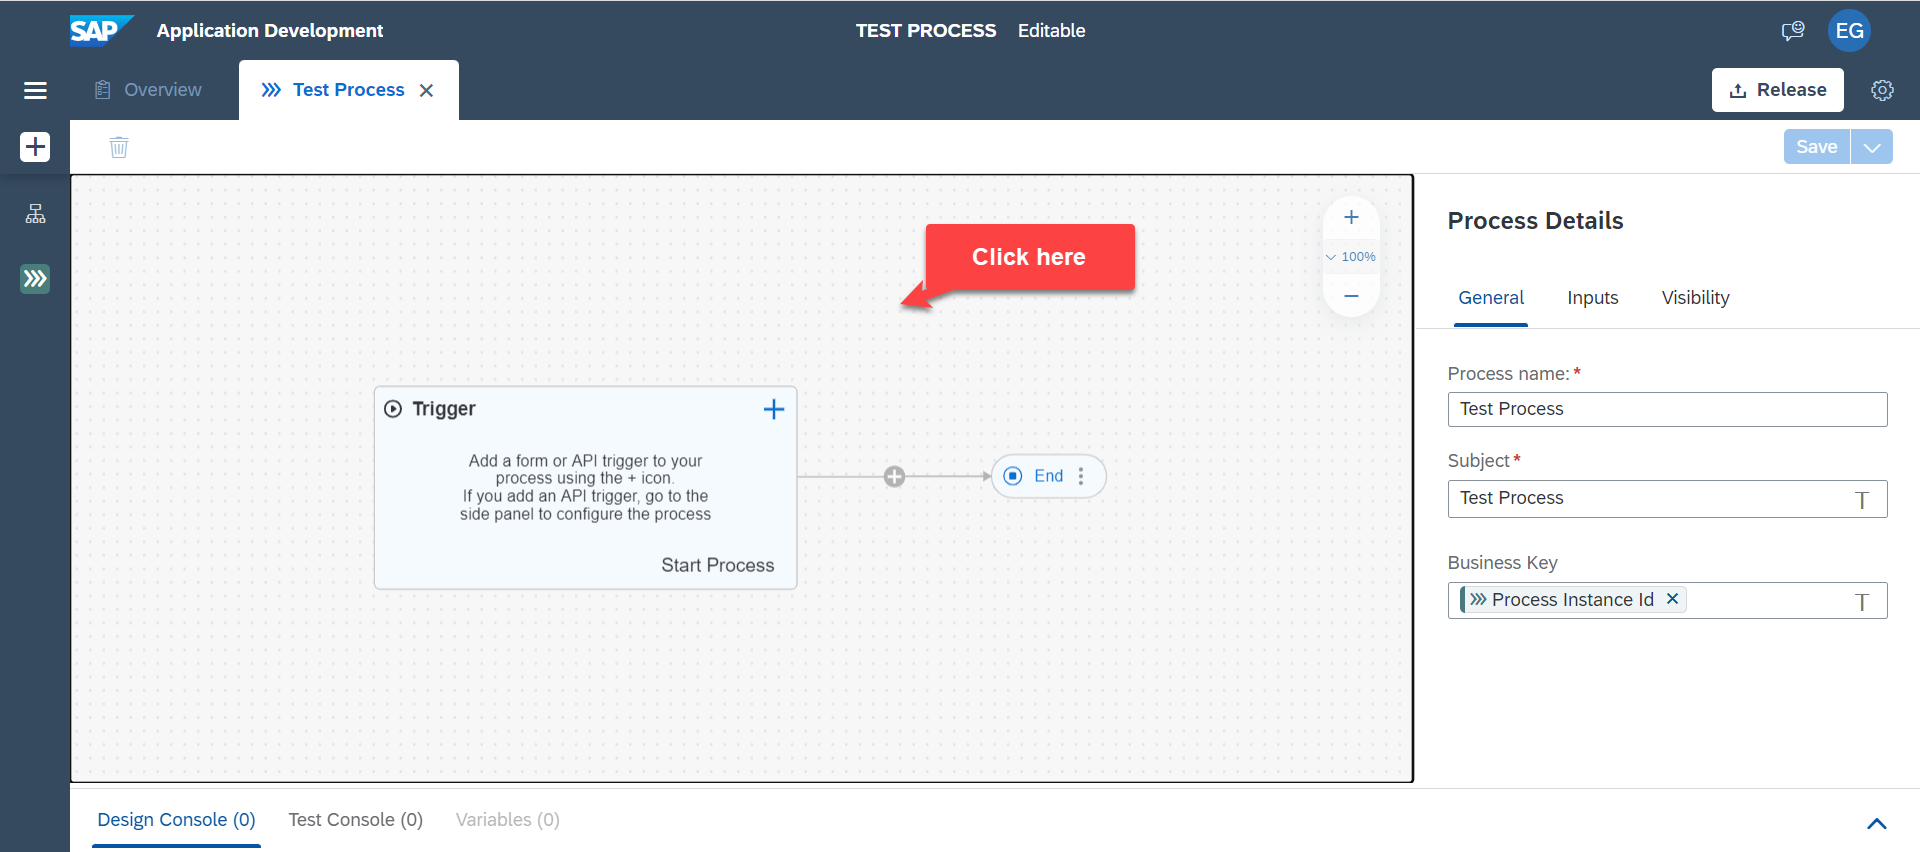 SAP
Application Development
TEST PROCESS Editable
EG
Overview
Test Process
Release
Save
Click here
100%
Trigger
Add a form or API trigger to your
process using the + icon.
If you add an API trigger, go to the
side panel to configure the process
Start Process
End
Process Details
General Inputs Visibility
Process name: *
Test Process
Subject *
Test Process
Business Key
Process Instance Id
Design Console (0) Test Console (0) Variables (0)